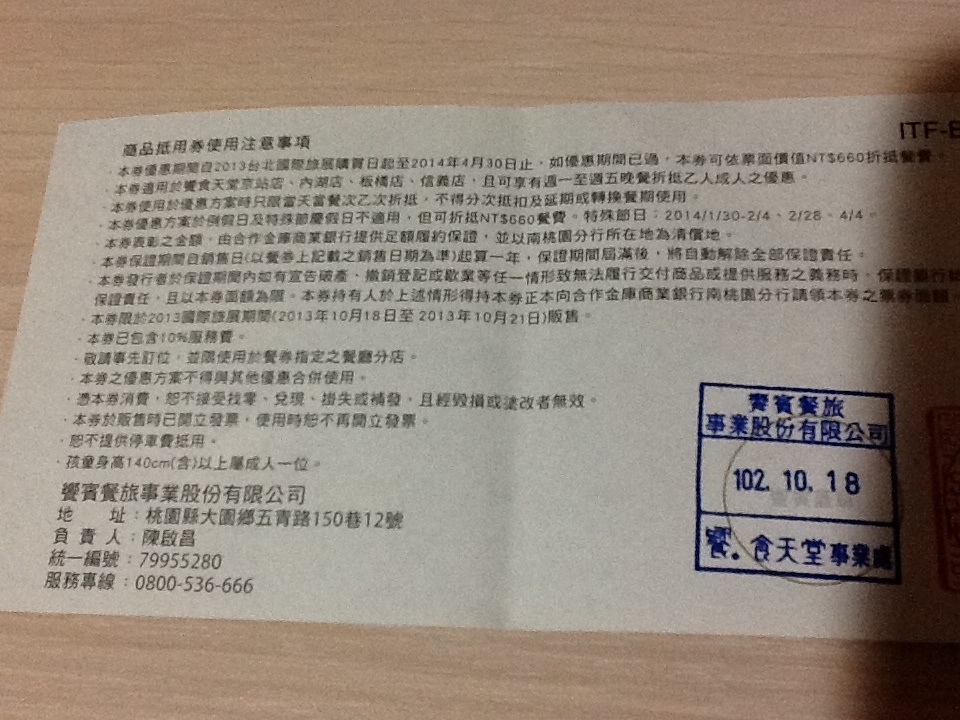 ITF-
商品抵用券使用注意事項
·本券優惠期間自2013台北國際旅展購買日起至2014年4月30日止,如優惠期間已過,本券可依票面價值NT$660折抵餐費。
·本券適用於饗食天堂京站店、內湖店、板橋店、信義店,且可享有週一至週五晚餐折抵乙人成人之優惠。
·本券使用於優惠方案時只限當天當餐次乙次折抵,不得分次抵扣及延期或轉換餐期使用。
·本券優惠方案於例假日及特殊節慶假日不適用,但可折抵NT$660餐費。特殊節日:2014/1/30-2/4、2/28、4/4。
·本券表彰之金額,由合作金庫商業銀行提供足額履約保證,並以南桃園分行所在地為清償地。
·本券保證期間自銷售日(以餐券上記載之銷售日期為準)起算一年,保證期間屆滿後,將自動解除全部保證責任。
·本券發行者於保證期間內如有宣告破產、撤銷登記或歇業等任一情形致無法履行交付商品或提供服務之義務時,保證銀行
保證責任,且以本券面額為限。本券持有人於上述情形得持本券正本向合作金庫商業銀行南桃園分行請領本券之票券面額
·本券限於2013國際旅展期間(2013年10月18日至 2013年10月21日)販售。
·本券已包含10%服務費。
·敬請事先訂位,並限使用於餐券指定之餐廳分店。
·本券之優惠方案不得與其他優惠合併使用。
·憑本券消費,恕不接受找零、兌現、掛失或補發,且經毀損或塗改者無效。
·本券於販售時已開立發票,使用時恕不再開立發票。
·恕不提供停車費抵用。
·孩童身高140cm(含)以上屬成人一位。
饗賓餐旅事業股份有限公司
地 址:桃園縣大園鄉五青路150巷12號
負 責 人:陳啟昌
統一編號:79955280
服務專線:0800-536-666
饗賓餐旅
事業股份有限公司
102.10.18
饗.食天堂事業處